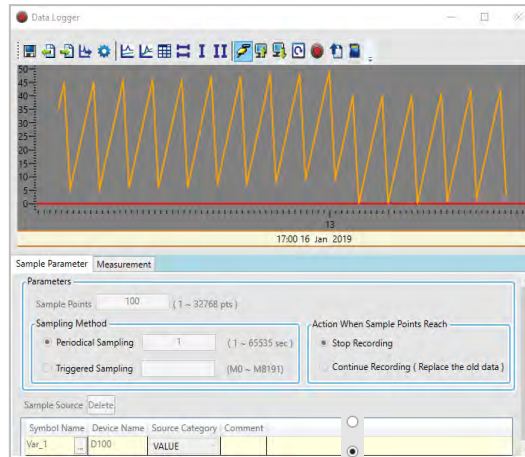 Data Logger
50
45
40
35
30
25
20
15
10
5
0
13
17:00 16 Jan 2019
Sample Parameter Measurement
Parameters
Sample Points 100 ( 1 ~ 32768 pts )
Sampling Method
Periodical Sampling 1 ( 1 ~ 65535 sec )
Triggered Sampling (M0 ~ M8191)
Action When Sample Points Reach
Stop Recording
Continue Recording ( Replace the old data )
Sample Source Delete
Symbol Name Device Name Source Category Comment
Var_1 ... D100 VALUE